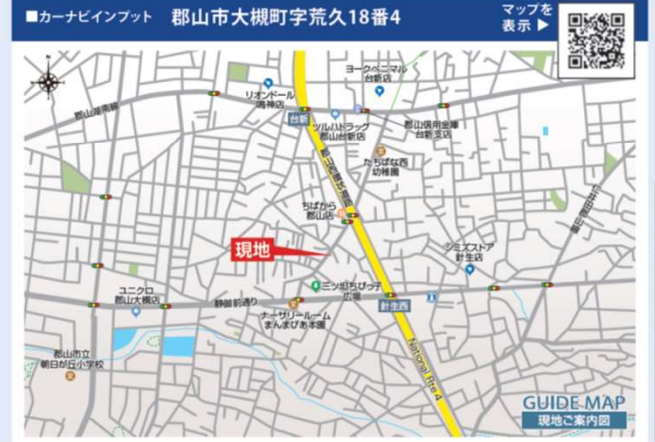 ■カーナビインプット 郡山市大槻町字荒久18番4
マップを
表示 ▶
ヨークベニマル
台新店
リオンドール
鳴神店
郡山湖南線
台新
ツルハドラッグ
郡山台新店
郡山信用金庫
台新支店
たちばな西
幼稚園
ちばから
郡山店
現地
シミズストア
針生店
三ツ坦ちびっ子
広場
ユニクロ
郡山大槻店
静御前通り
針生西
ナーサリールーム
まんまぴあ本園
郡山市立
朝日が丘小学校
National Rte 4
GUIDE MAP
現地ご案内図